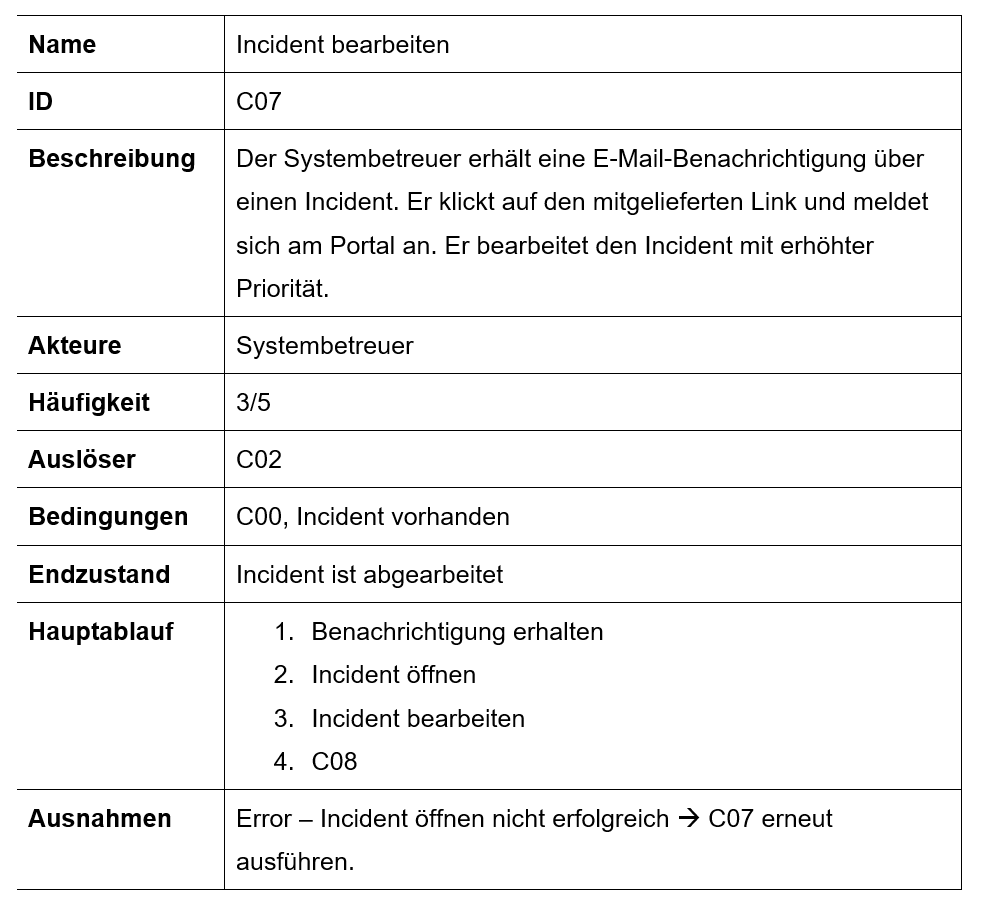 Name Incident bearbeiten
ID C07
Beschreibung Der Systembetreuer erhält eine E-Mail-Benachrichtigung über
einen Incident. Er klickt auf den mitgelieferten Link und meldet
sich am Portal an. Er bearbeitet den Incident mit erhöhter
Priorität.
Akteure Systembetreuer
Häufigkeit 3/5
Auslöser C02
Bedingungen C00, Incident vorhanden
Endzustand Incident ist abgearbeitet
Hauptablauf 1. Benachrichtigung erhalten
2. Incident öffnen
3. Incident bearbeiten
4. C08
Ausnahmen Error – Incident öffnen nicht erfolgreich → C07 erneut
ausführen.